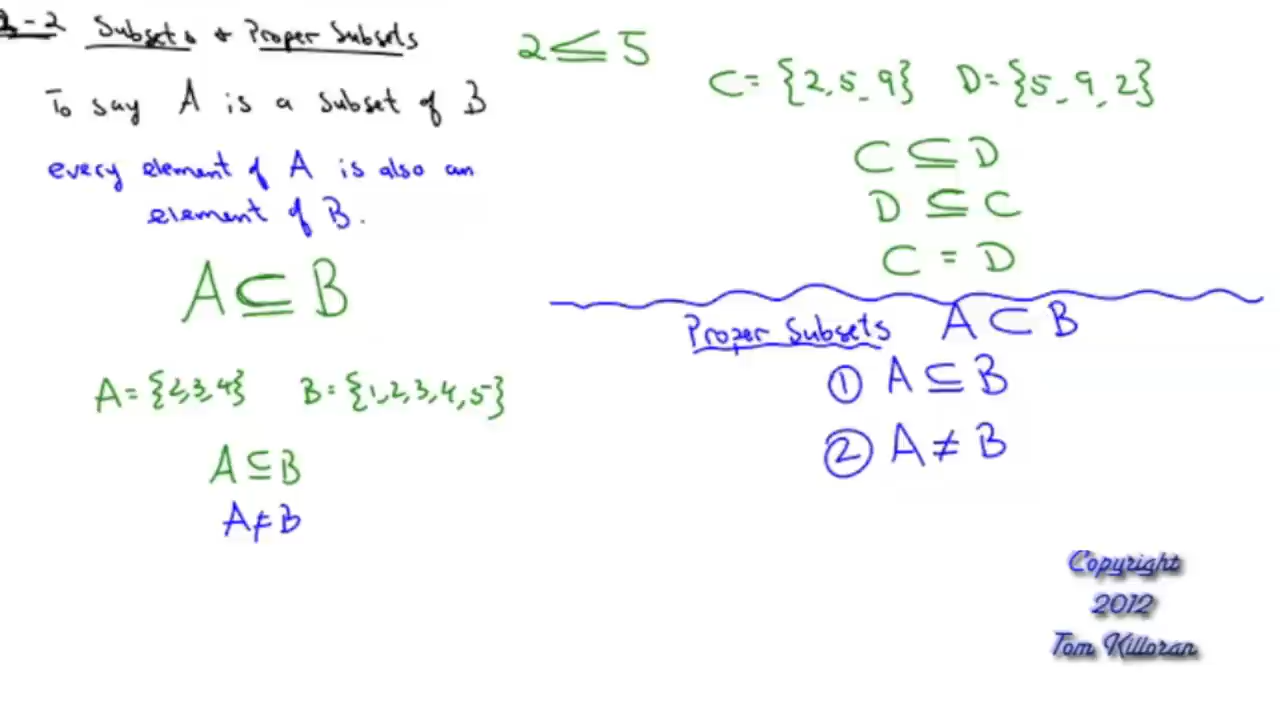 2-2 Subsets & Proper Subsets
To say A is a subset of B
every element of A is also an
element of B.
A ⊆ B
A = {2,3,4} B = {1,2,3,4,5}
A ⊆ B
A ≠ B
2 ≤ 5
C = {2,5,9} D = {5,9,2}
C ⊆ D
D ⊆ C
C = D
Proper Subsets A ⊂ B
① A ⊆ B
② A ≠ B
Copyright
2012
Tom Killoran